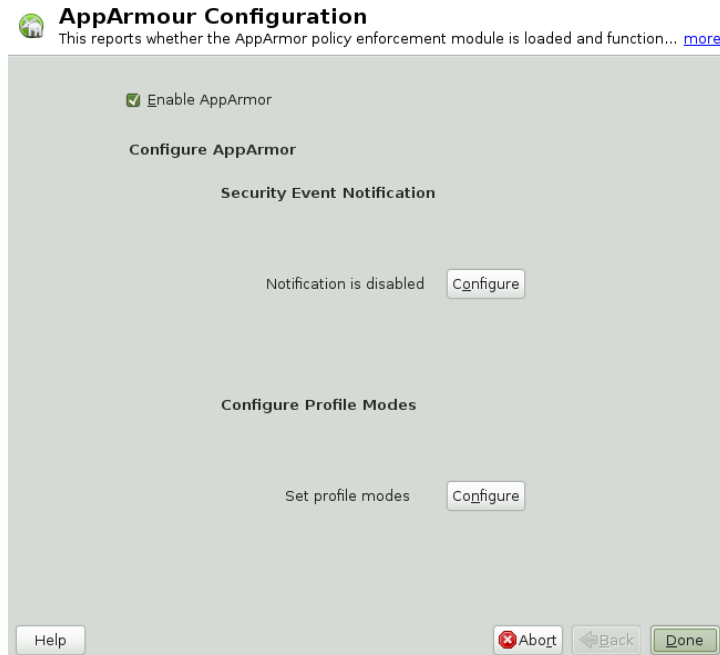 AppArmour Configuration
This reports whether the AppArmor policy enforcement module is loaded and function... more
Enable AppArmor
Configure AppArmor
Security Event Notification
Notification is disabled Configure
Configure Profile Modes
Set profile modes Configure
Help Abort Back Done